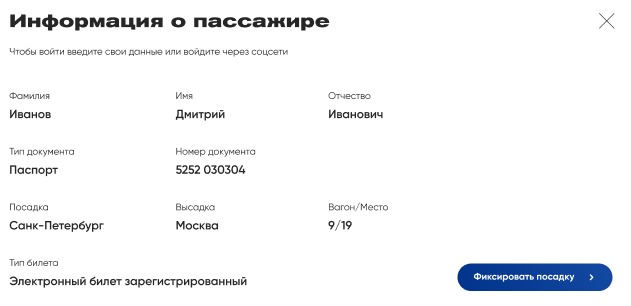 Информация о пассажире
Чтобы войти введите свои данные или войдите через соцсети
Фамилия Имя Отчество
Иванов Дмитрий Иванович
Тип документа Номер документа
Паспорт 5252 030304
Посадка Высадка Вагон/Место
Санк-Петербург Москва 9/19
Тип билета
Электронный билет зарегистрированный
Фиксировать посадку